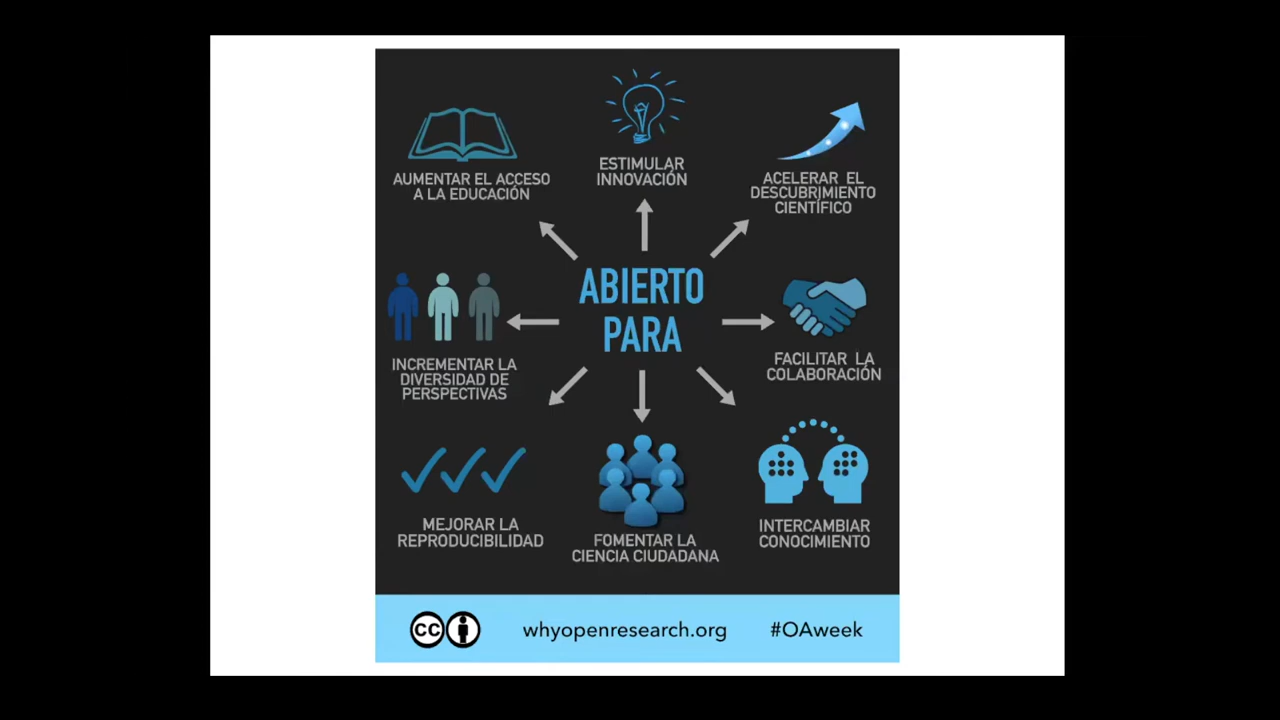 AUMENTAR EL ACCESO
A LA EDUCACIÓN
ESTIMULAR
INNOVACIÓN
ACELERAR EL
DESCUBRIMIENTO
CIENTÍFICO
ABIERTO
PARA
INCREMENTAR LA
DIVERSIDAD DE
PERSPECTIVAS
FACILITAR LA
COLABORACIÓN
MEJORAR LA
REPRODUCIBILIDAD
FOMENTAR LA
CIENCIA CIUDADANA
INTERCAMBIAR
CONOCIMIENTO
CC
whyopenresearch.org
#OAweek